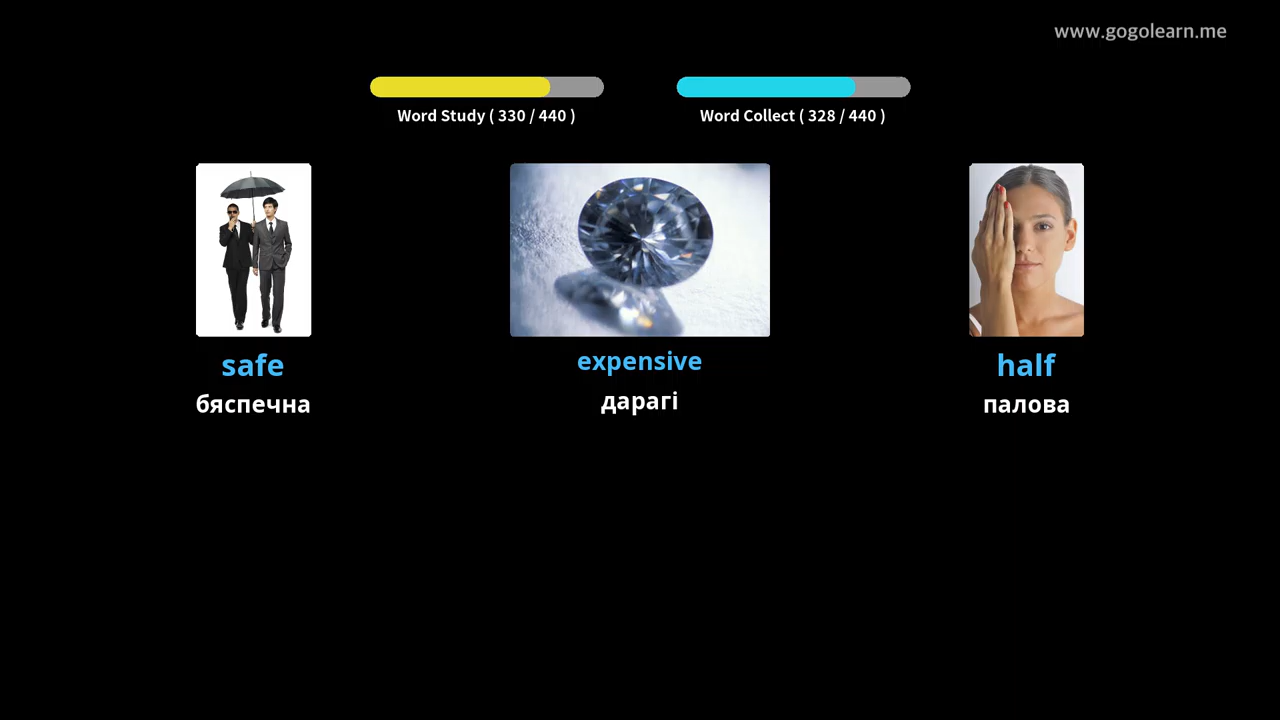 www.gogolearn.me
Word Study ( 330 / 440 )
Word Collect ( 328 / 440 )
safe
бяспечна
expensive
дарагі
half
палова